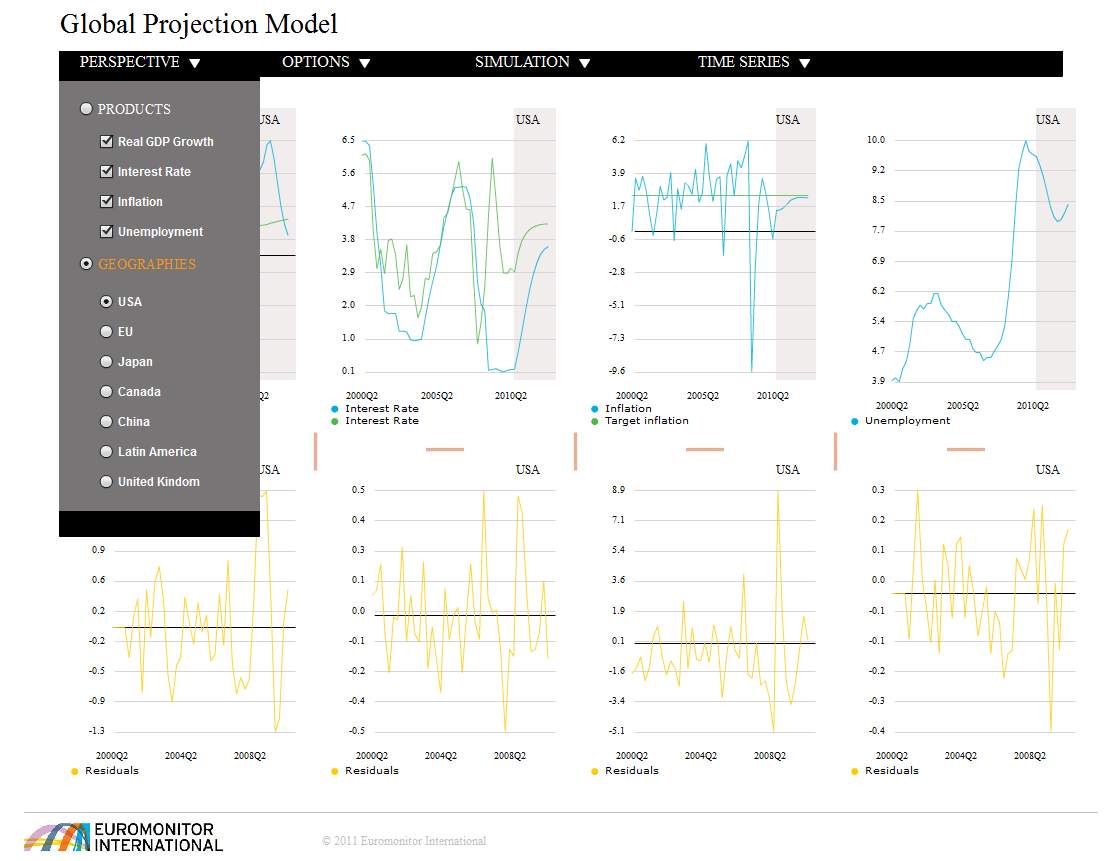 Global Projection Model
PERSPECTIVE ▼ OPTIONS ▼ SIMULATION ▼ TIME SERIES ▼
PRODUCTS
Real GDP Growth
Interest Rate
Inflation
Unemployment
GEOGRAPHIES
USA
EU
Japan
Canada
China
Latin America
United Kindom
USA
Q2
USA
6.5
5.6
4.7
3.8
2.9
2.0
1.0
0.1
2000Q2 2005Q2 2010Q2
Interest Rate
Interest Rate
USA
6.2
3.9
1.7
-0.6
-2.8
-5.1
-7.3
-9.6
2000Q2 2005Q2 2010Q2
Inflation
Target inflation
USA
10.0
9.2
8.5
7.7
6.9
6.2
5.4
4.7
3.9
2000Q2 2005Q2 2010Q2
Unemployment
USA
0.9
0.6
0.2
-0.2
-0.5
-0.9
-1.3
2000Q2 2004Q2 2008Q2
Residuals
USA
0.5
0.4
0.3
0.1
0.0
-0.1
-0.2
-0.4
-0.5
2000Q2 2004Q2 2008Q2
Residuals
USA
8.9
7.1
5.4
3.6
1.9
0.1
-1.6
-3.4
-5.1
2000Q2 2004Q2 2008Q2
Residuals
USA
0.3
0.2
0.1
0.0
-0.1
-0.1
-0.2
-0.3
-0.4
2000Q2 2004Q2 2008Q2
Residuals
EUROMONITOR
INTERNATIONAL
© 2011 Euromonitor International